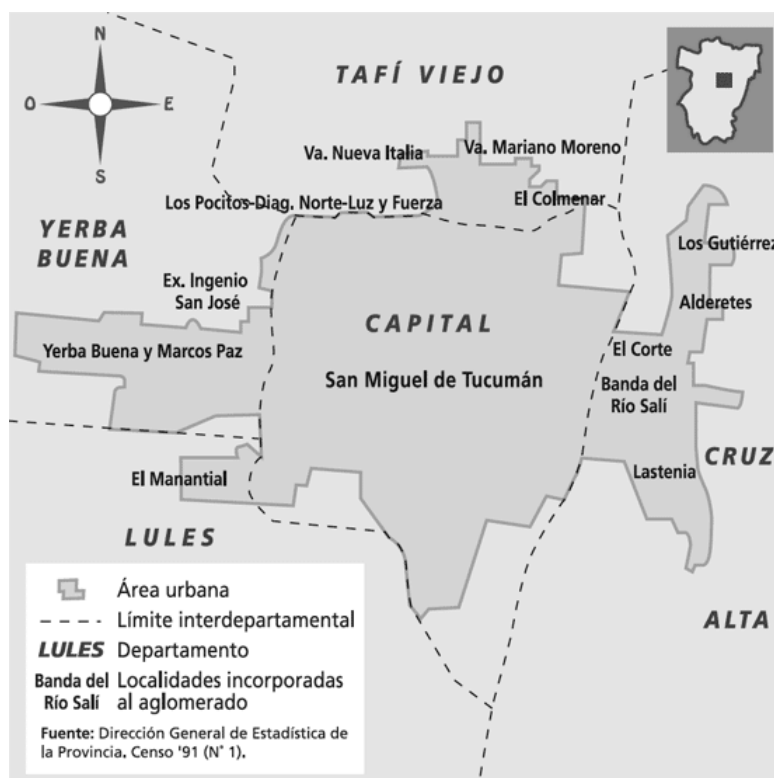 N
O
E
S
TAFÍ VIEJO
Va. Nueva Italia
Va. Mariano Moreno
Los Pocitos-Diag. Norte-Luz y Fuerza
El Colmenar
YERBA
BUENA
Los Gutiérrez
Ex. Ingenio
San José
Alderetes
CAPITAL
Yerba Buena y Marcos Paz
El Corte
San Miguel de Tucumán
Banda del
Río Salí
CRUZ
El Manantial
Lastenia
LULES
ALTA
Área urbana
Límite interdepartamental
LULES Departamento
Banda del Localidades incorporadas
Río Salí al aglomerado
Fuente: Dirección General de Estadística de
la Provincia. Censo '91 (N° 1).